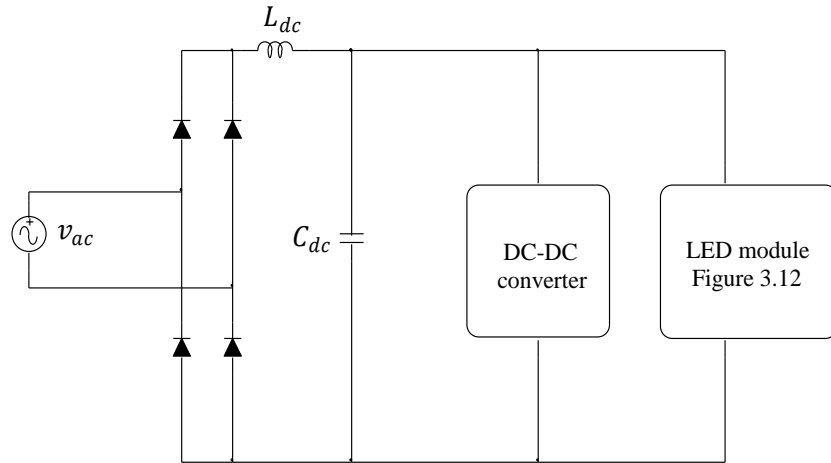 L_dc
v_ac
C_dc
DC-DC
converter
LED module
Figure 3.12